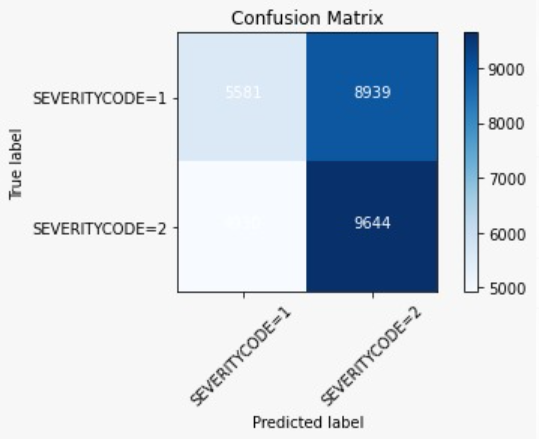 Confusion Matrix
SEVERITYCODE=1
5581
8939
SEVERITYCODE=2
9644
True label
SEVERITYCODE=1
SEVERITYCODE=2
Predicted label
9000
8000
7000
6000
5000